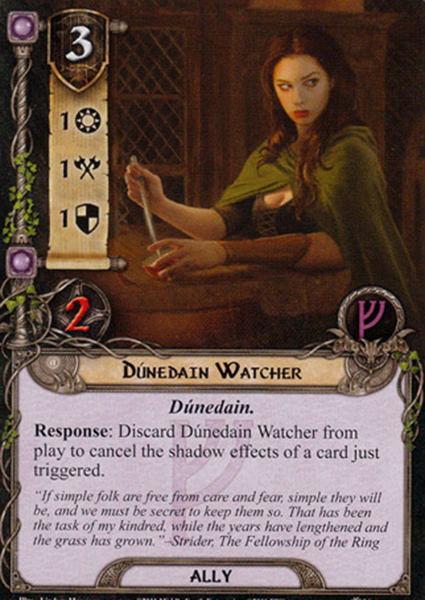 3
1
1
1
2
DÚNEDAIN WATCHER
Dúnedain.
Response: Discard Dúnedain Watcher from
play to cancel the shadow effects of a card just
triggered.
"If simple folk are free from care and fear, simple they will
be, and we must be secret to keep them so. That has been
the task of my kindred, while the years have lengthened and
the grass has grown." –Strider, The Fellowship of the Ring
ALLY